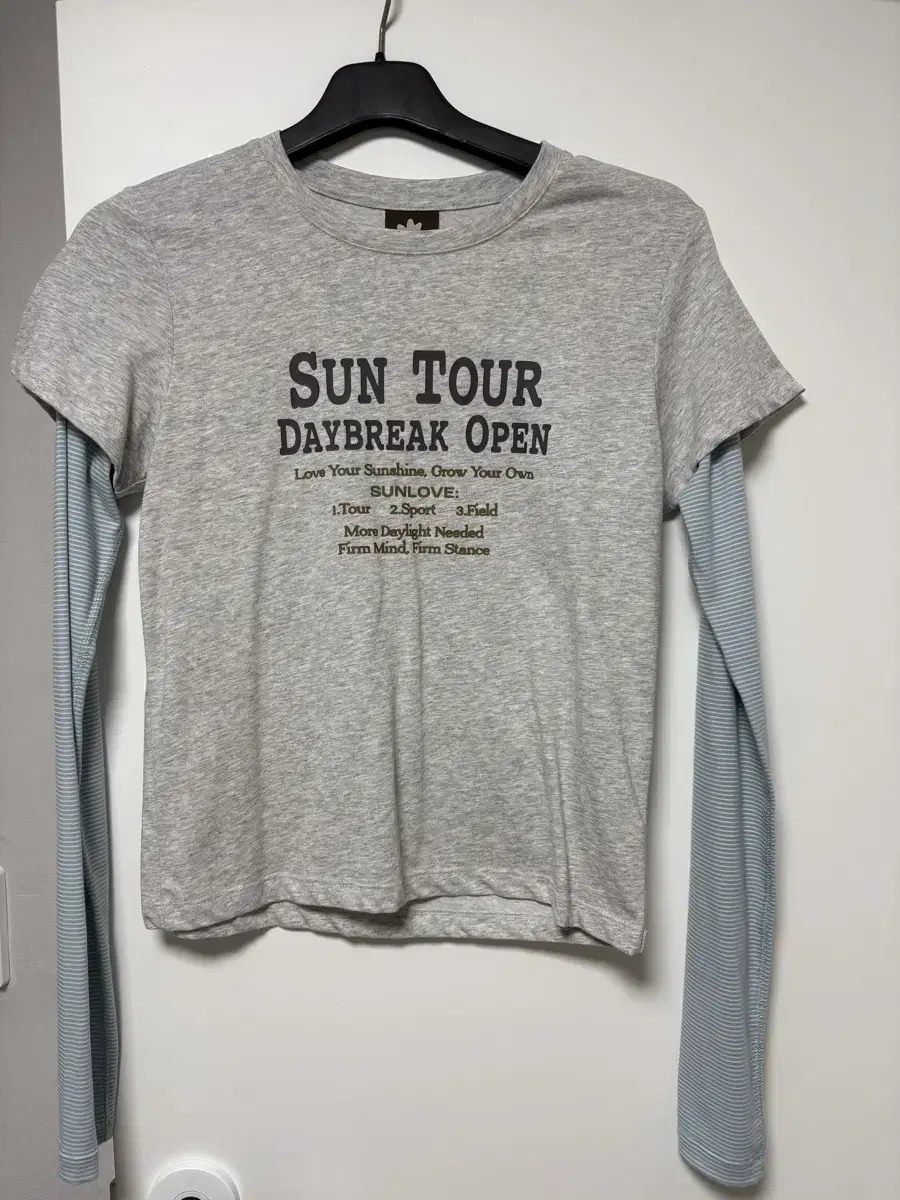 SUN TOUR
DAYBREAK OPEN
Love Your Sunshine, Grow Your Own
SUNLOVE:
1.Tour 2.Sport 3.Field
More Daylight Needed
Firm Mind, Firm Stance